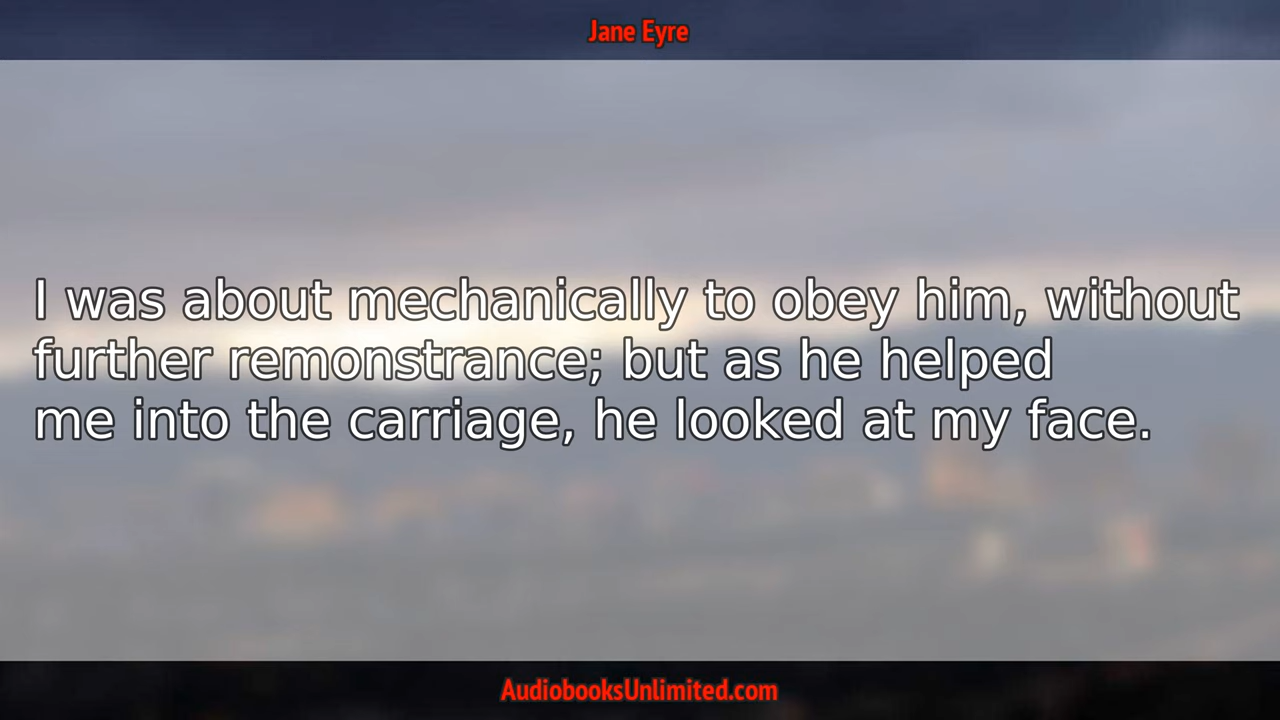 Jane Eyre
I was about mechanically to obey him, without
further remonstrance; but as he helped
me into the carriage, he looked at my face.
AudiobooksUnlimited.com